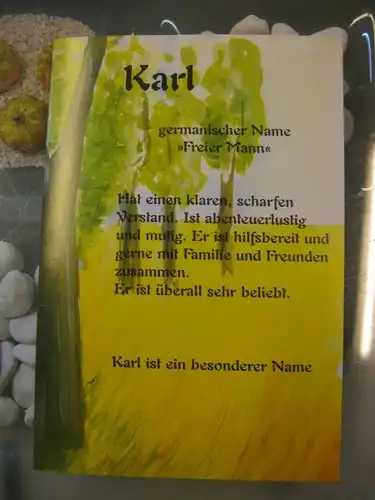 Karl
germanischer Name
»Freier Mann«
Hat einen klaren, scharfen
Verstand. Ist abenteuerlustig
und mutig. Er ist hilfsbereit und
gerne mit Familie und Freunden
zusammen.
Er ist überall sehr beliebt.
Karl ist ein besonderer Name